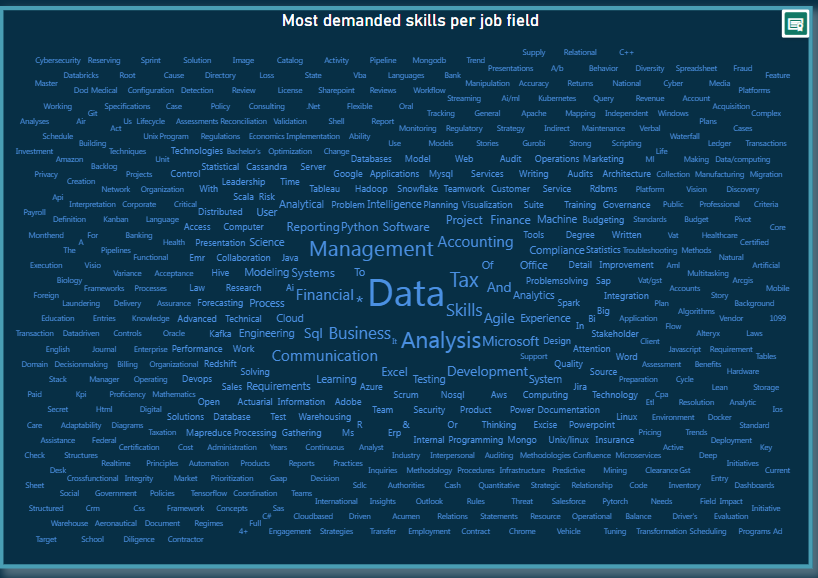 Most demanded skills per job field
Supply Relational C++
Cybersecurity Reserving Sprint Solution Image Catalog Activity Pipeline Mongodb Trend
Presentations A/b Behavior Diversity Spreadsheet Fraud
Databricks Root Cause Directory Loss State Vba Languages Bank Feature
Master Manipulation Accuracy Returns National Cyber Media
Dod Medical Configuration Detection Review License Sharepoint Reviews Workflow Platforms
Streaming Ai/ml Kubernetes Query Revenue Account
Working Specifications Case Policy Consulting .Net Flexible Oral Acquisition
Git Tracking General Apache Mapping Independent Windows Complex
Analyses Air Us Lifecycle Assessments Reconciliation Validation Shell Report Plans
Act Monitoring Regulatory Strategy Indirect Maintenance Verbal Cases
Schedule Unix Program Regulations Economics Implementation Ability Waterfall
Building Use Models Stories Gurobi Strong Scripting Ledger Transactions
Investment Techniques Technologies Bachelor's Optimization Change Life
Amazon Unit Databases Model Web Audit Operations Marketing Ml Making Data/computing
Backlog Statistical Cassandra Server
Privacy Projects Control Google Applications Mysql Services Writing Audits Architecture Collection Manufacturing Migration
Creation Leadership Time
Network Organization With Tableau Hadoop Snowflake Teamwork Customer Service Rdbms Platform Vision Discovery
Api Scala Risk
Interpretation Corporate Critical Analytical Problem Intelligence Planning Visualization Suite Training Governance Public Professional Criteria
Payroll Distributed User
Definition Kanban Language Project Finance Machine Budgeting Standards Budget Pivot
Access Computer Reporting Python Software Core
Monthend For Banking Tools Degree Written Vat Healthcare
A Health Presentation Science Management Accounting Certified
The Pipelines Compliance Statistics Troubleshooting Methods
Functional Emr Collaboration Java Natural
Execution Visio Of Office Detail Improvement Aml Artificial
Variance Acceptance Hive Modeling Systems To Multitasking
Biology Tax Problemsolving Sap Vat/gst Arcgis
Frameworks Processes Law Research Ai Data And Accounts Mobile
Foreign Financial * Analytics Integration Story
Laundering Delivery Assurance Forecasting Process Spark Plan Background
Skills Big Algorithms
Education Entries Knowledge Advanced Technical Cloud Agile Experience Bi Application Vendor 1099
In Flow
Transaction Datadriven Controls Oracle Kafka Engineering Sql Business Stakeholder Alteryx Laws
It Analysis Microsoft Design Client
English Journal Enterprise Performance Work Attention Javascript Requirement
Communication Support Word Tables
Domain Decommissioning Billing Organizational Redshift Quality Assessment Benefits
Solving Excel Development Source Hardware
Stack Manager Operating Devops Learning Testing System Preparation Cycle
Sales Requirements Azure Jira Lean Storage
Paid Kpi Proficiency Mathematics Scrum Nosql Aws Computing Technology Cpa
Open Actuarial Information Adobe Etl Resolution Analytic
Secret Html Digital Team Security Product Power Documentation Ios
Solutions Database Test Warehousing Linux Environment Docker
Care Adaptability Diagrams R & Or Thinking Excise Powerpoint Standard
Taxation Mapreduce Processing Gathering Ms Erp Pricing Trends
Assistance Federal Internal Programming Mongo Unix/linux Insurance Deployment
Certification Cost Administration Years Continuous Analyst Active Key
Check Structures Industry Interpersonal Auditing Methodologies Confluence Microservices Deep
Realtime Principles Automation Products Reports Practices Initiatives
Desk Inquiries Methodology Procedures Infrastructure Predictive Mining Clearance Gst Current
Crossfunctional Integrity Market Prioritization Gaap Decision Entry
Sheet Sdlc Authorities Cash Quantitative Strategic Relationship Code Inventory Dashboards
Social Government Policies Tensorflow Coordination Teams
International Insights Outlook Rules Threat Salesforce Pytorch Needs Field Impact
Structured Crm Css Framework Concepts Sas Initiative
C# Cloudbased Driven Acumen Relations Statements Resource Operational Balance Driver's Evaluation
Warehouse Aeronautical Document Regimes Full
4+ Engagement Strategies Transfer Employment Contract Chrome Vehicle Tuning Transformation Scheduling Programs Ad
Target School Diligence Contractor